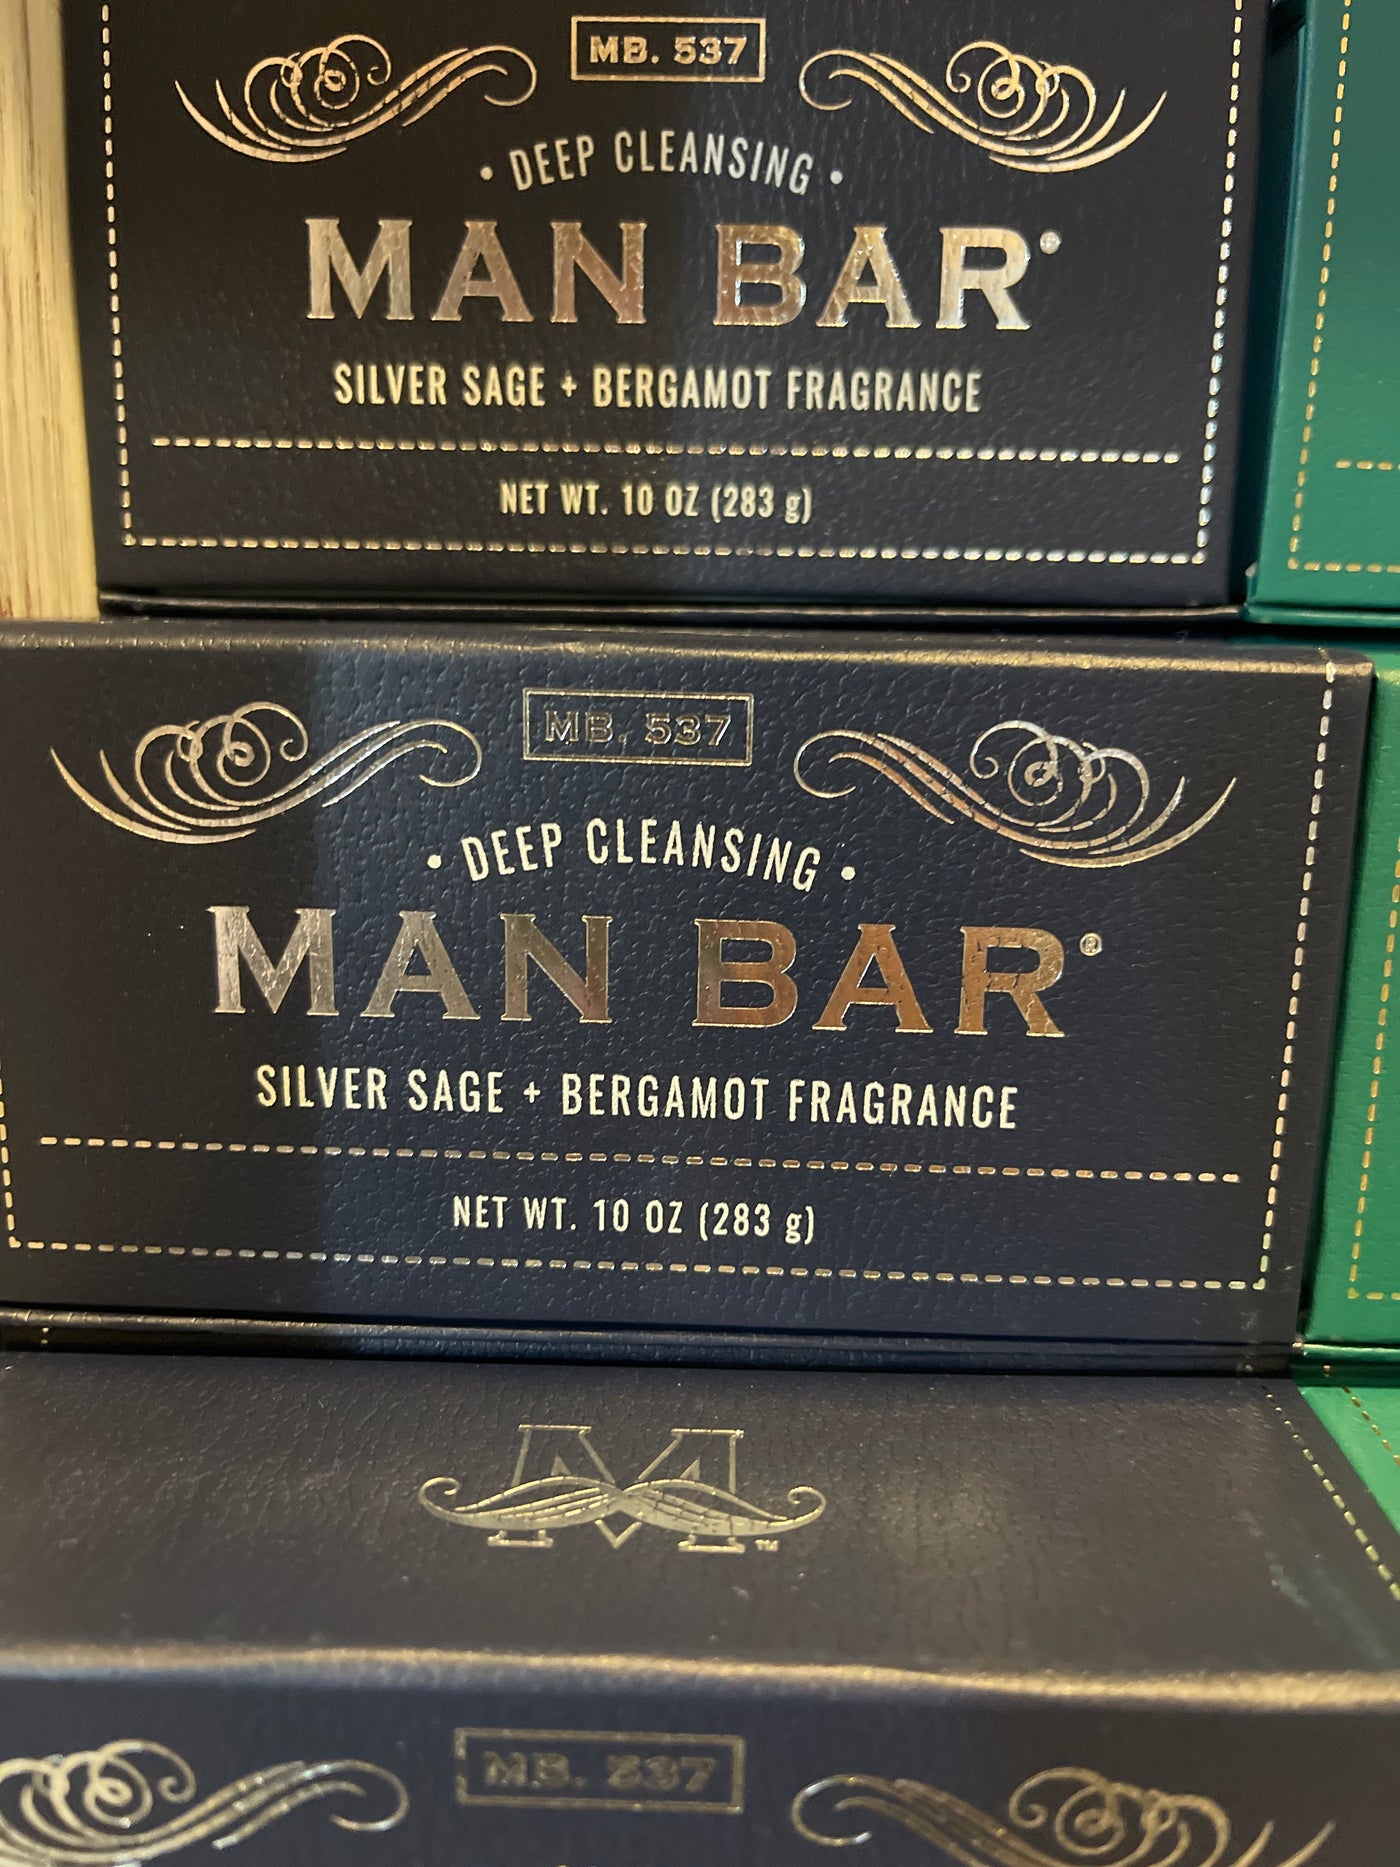 MB. 537
• DEEP CLEANSING •
MAN BAR®
SILVER SAGE + BERGAMOT FRAGRANCE
NET WT. 10 OZ (283 g)
MB. 537
• DEEP CLEANSING •
MAN BAR®
SILVER SAGE + BERGAMOT FRAGRANCE
NET WT. 10 OZ (283 g)
M™
MB. 537